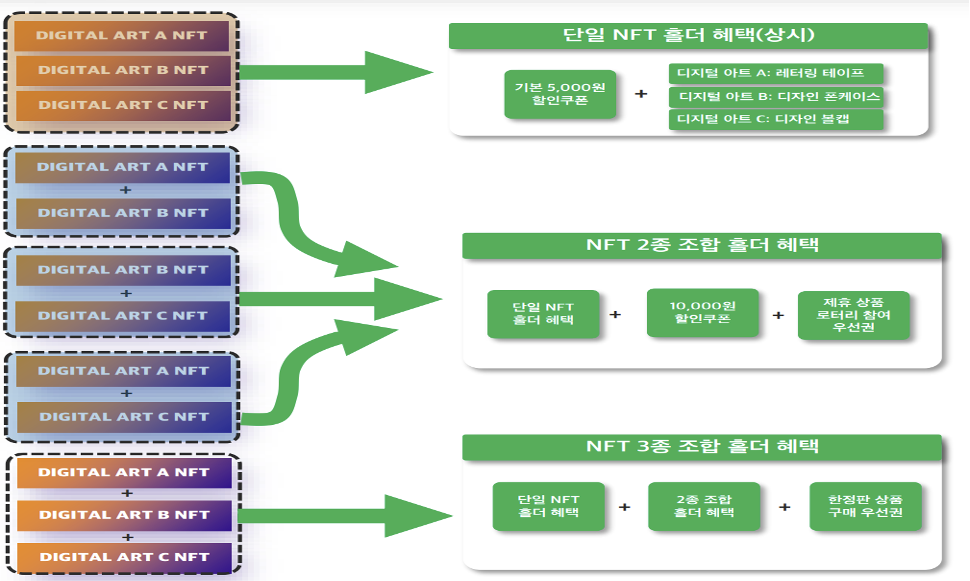 DIGITAL ART A NFT
DIGITAL ART B NFT
DIGITAL ART C NFT
DIGITAL ART A NFT
+
DIGITAL ART B NFT
DIGITAL ART B NFT
+
DIGITAL ART C NFT
DIGITAL ART A NFT
+
DIGITAL ART C NFT
DIGITAL ART A NFT
+
DIGITAL ART B NFT
+
DIGITAL ART C NFT
단일 NFT 홀더 혜택(상시)
기본 5,000원
할인쿠폰
+
디지털 아트 A: 레터링 테이프
디지털 아트 B: 디자인 폰케이스
디지털 아트 C: 디자인 볼캡
NFT 2종 조합 홀더 혜택
단일 NFT
홀더 혜택
+
10,000원
할인쿠폰
+
제휴 상품
로터리 참여
우선권
NFT 3종 조합 홀더 혜택
단일 NFT
홀더 혜택
+
2종 조합
홀더 혜택
+
한정판 상품
구매 우선권